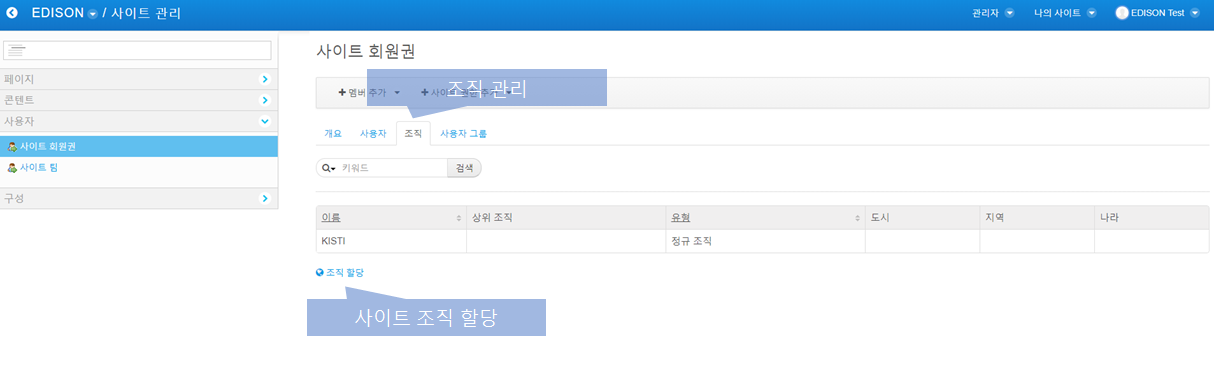 EDISON / 사이트 관리
관리자 나의 사이트 EDISON Test
페이지
콘텐트
사용자
사이트 회원권
사이트 팀
구성
사이트 회원권
조직 관리
+ 멤버 추가 + 사이트 추가
개요 사용자 조직 사용자 그룹
키워드 검색
이름 상위 조직 유형 도시 지역 나라
KISTI 정규 조직
조직 할당
사이트 조직 할당